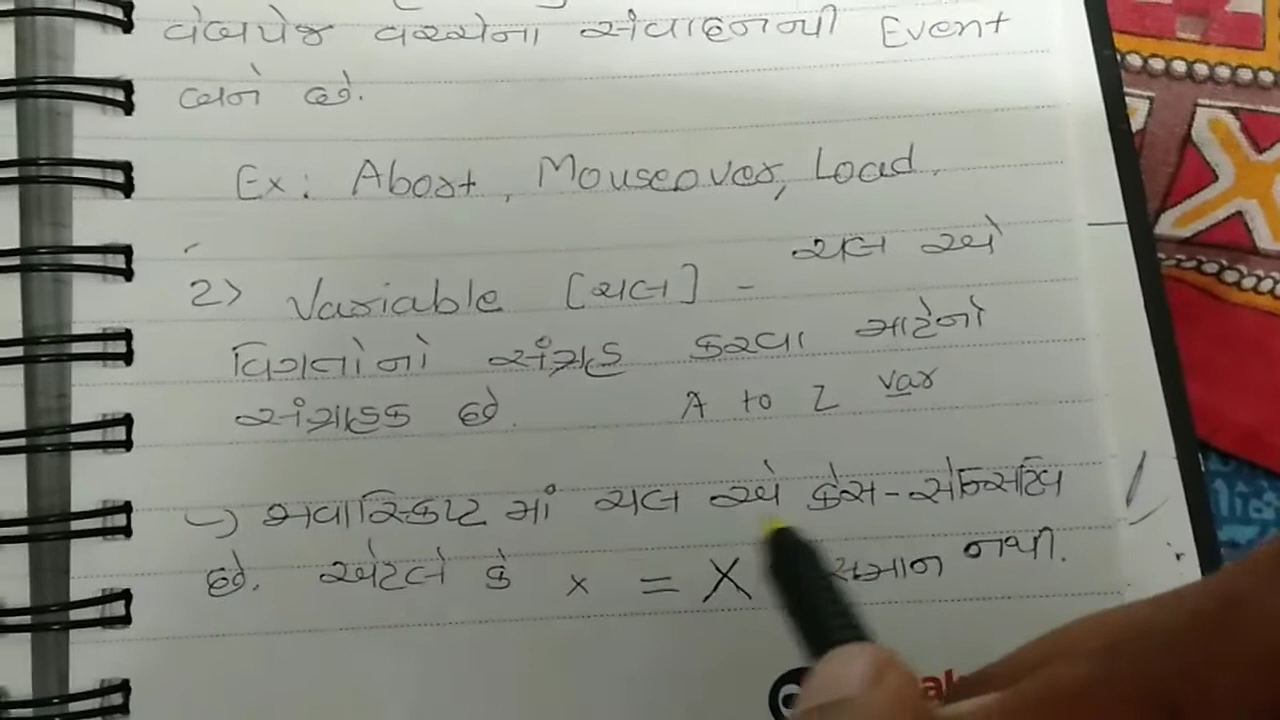 વેબપેજ વચ્ચેના સંવાહનની Event
બને છે.
Ex: Abort, Mouseover, Load.
2) Variable [ચલ] - ચલ એ
વિગતોનો સંગ્રહ કરવા માટેનો
સંગ્રાહક છે. A to Z var
જાવાસ્ક્રિપ્ટ માં ચલ એ કેસ-સેન્સિટિવ
છે. એટલે કે x = X સમાન નથી.